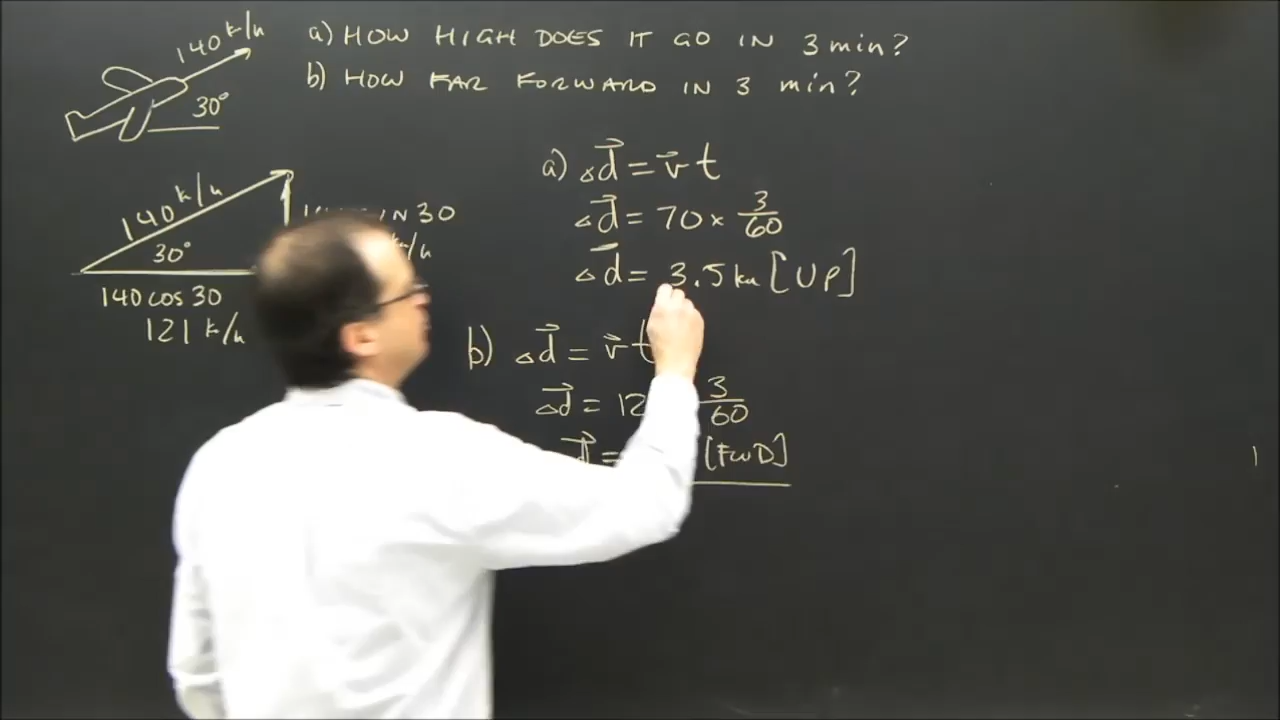 140 k/h
30°
a) HOW HIGH DOES IT GO IN 3 min?
b) HOW FAR FORWARD IN 3 min?
140 k/h
30°
30
140 cos 30
121 k/h
a) Δd⃗ = v⃗ t
Δd⃗ = 70 × 3/60
Δd⃗ = 3.5 km [UP]
b) Δd⃗ = v⃗ t
Δd⃗ = 3/60
[FWD]